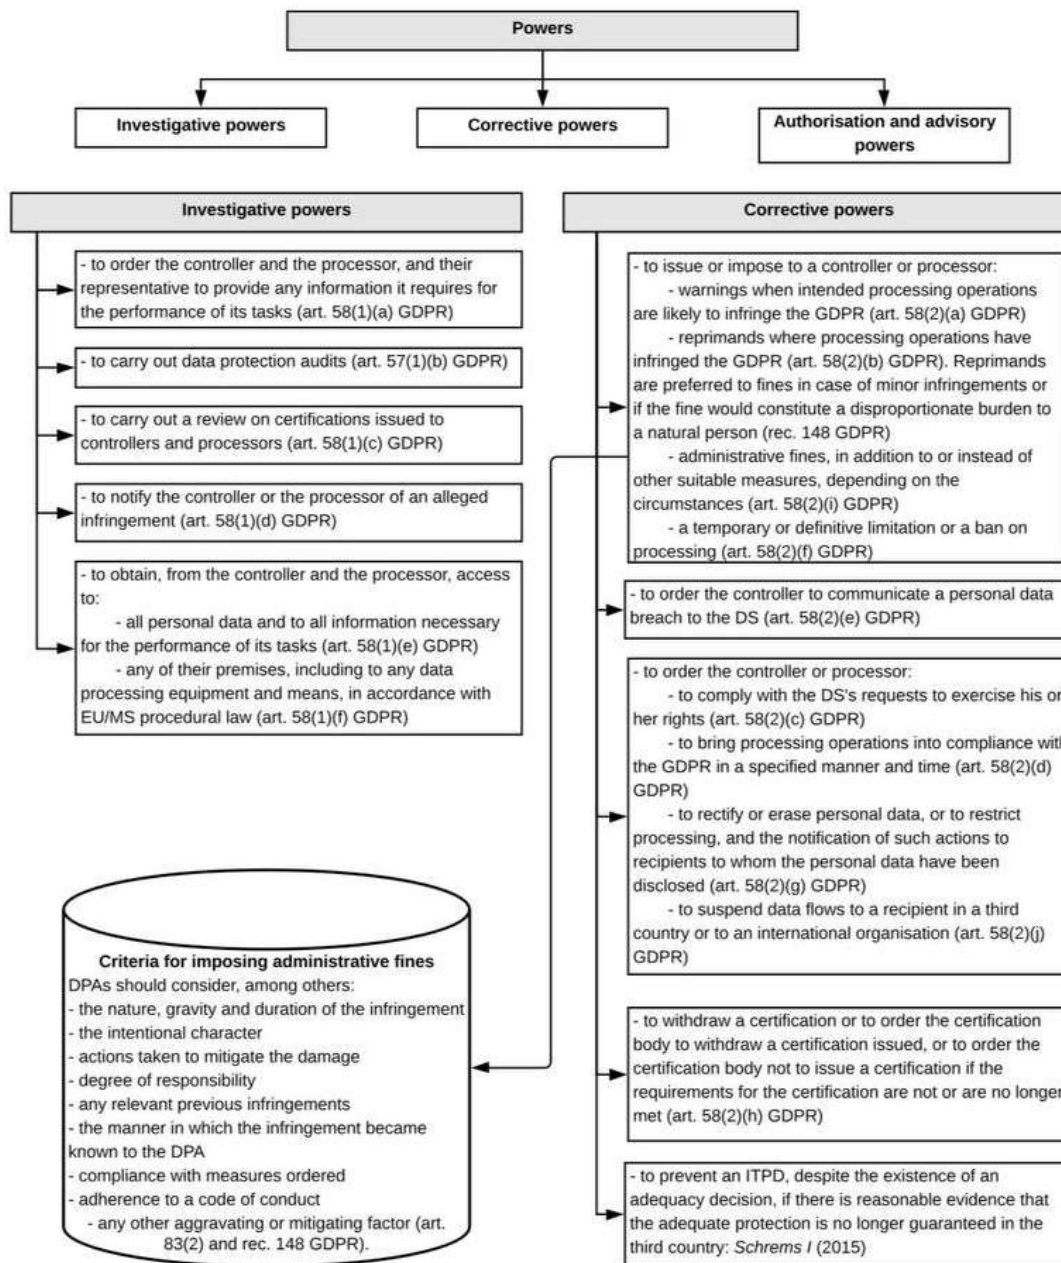 Powers
Investigative powers
Corrective powers
Authorisation and advisory
powers
Investigative powers
- to order the controller and the processor, and their
representative to provide any information it requires for
the performance of its tasks (art. 58(1)(a) GDPR)
- to carry out data protection audits (art. 57(1)(b) GDPR)
- to carry out a review on certifications issued to
controllers and processors (art. 58(1)(c) GDPR)
- to notify the controller or the processor of an alleged
infringement (art. 58(1)(d) GDPR)
- to obtain, from the controller and the processor, access
to:
- all personal data and to all information necessary
for the performance of its tasks (art. 58(1)(e) GDPR)
- any of their premises, including to any data
processing equipment and means, in accordance with
EU/MS procedural law (art. 58(1)(f) GDPR)
Criteria for imposing administrative fines
DPAs should consider, among others:
- the nature, gravity and duration of the infringement
- the intentional character
- actions taken to mitigate the damage
- degree of responsibility
- any relevant previous infringements
- the manner in which the infringement became
known to the DPA
- compliance with measures ordered
- adherence to a code of conduct
- any other aggravating or mitigating factor (art.
83(2) and rec. 148 GDPR).
Corrective powers
- to issue or impose to a controller or processor:
- warnings when intended processing operations
are likely to infringe the GDPR (art. 58(2)(a) GDPR)
- reprimands where processing operations have
infringed the GDPR (art. 58(2)(b) GDPR). Reprimands
are preferred to fines in case of minor infringements or
if the fine would constitute a disproportionate burden to
a natural person (rec. 148 GDPR)
- administrative fines, in addition to or instead of
other suitable measures, depending on the
circumstances (art. 58(2)(i) GDPR)
- a temporary or definitive limitation or a ban on
processing (art. 58(2)(f) GDPR)
- to order the controller to communicate a personal data
breach to the DS (art. 58(2)(e) GDPR)
- to order the controller or processor:
- to comply with the DS's requests to exercise his or
her rights (art. 58(2)(c) GDPR)
- to bring processing operations into compliance with
the GDPR in a specified manner and time (art. 58(2)(d)
GDPR)
- to rectify or erase personal data, or to restrict
processing, and the notification of such actions to
recipients to whom the personal data have been
disclosed (art. 58(2)(g) GDPR)
- to suspend data flows to a recipient in a third
country or to an international organisation (art. 58(2)(j)
GDPR)
- to withdraw a certification or to order the certification
body to withdraw a certification issued, or to order the
certification body not to issue a certification if the
requirements for the certification are not or are no longer
met (art. 58(2)(h) GDPR)
- to prevent an ITPD, despite the existence of an
adequacy decision, if there is reasonable evidence that
the adequate protection is no longer guaranteed in the
third country: Schrems I (2015)